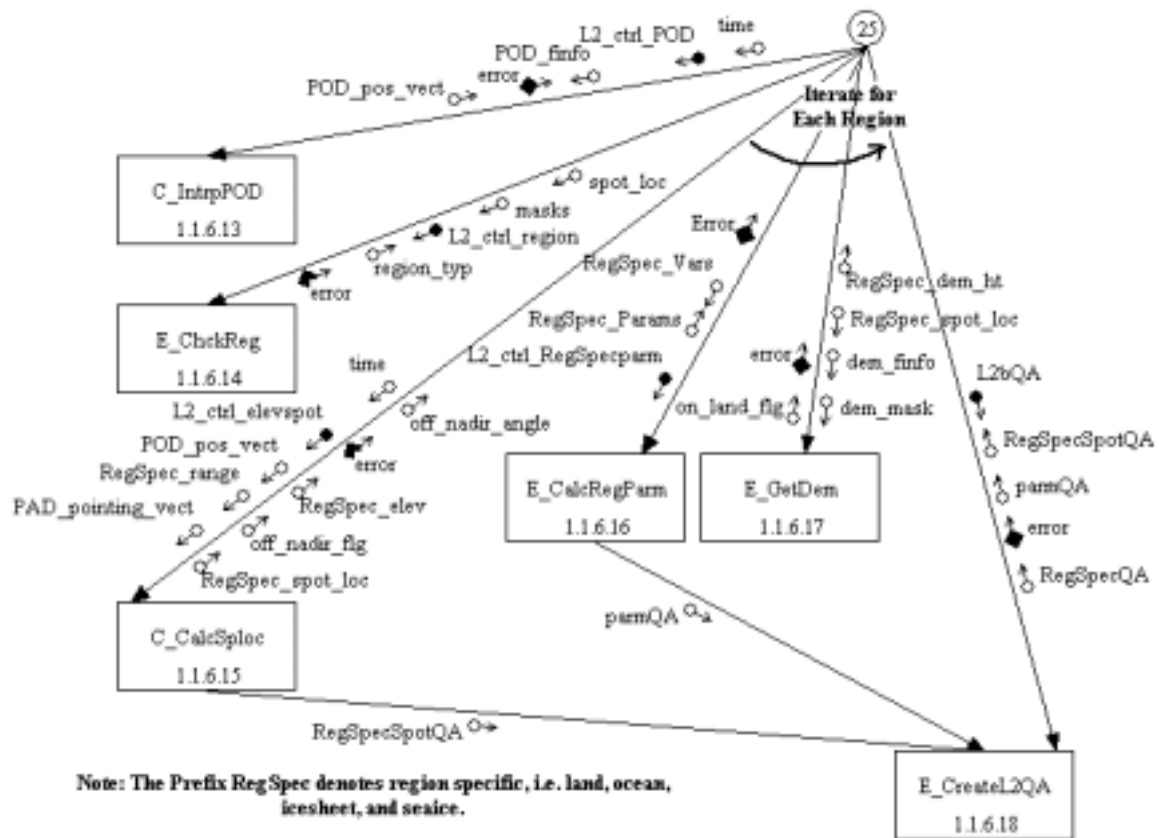 25
time
L2_ctrl_POD
POD_finfo
error
POD_pos_vect
Iterate for
Each Region
C_IntrpPOD
1.1.6.13
spot_loc
masks
L2_ctrl_region
region_typ
error
E_ChckReg
1.1.6.14
Error
RegSpec_Vars
RegSpec_Params
L2_ctrl_RegSpecparm
RegSpec_dem_ht
RegSpec_spot_loc
error
dem_finfo
on_land_flg
dem_mask
L2bQA
RegSpecSpotQA
parmQA
error
RegSpecQA
time
L2_ctrl_elevspot
off_nadir_angle
POD_pos_vect
error
RegSpec_range
RegSpec_elev
PAD_pointing_vect
off_nadir_flg
RegSpec_spot_loc
E_CalcRegParm
1.1.6.16
E_GetDem
1.1.6.17
C_CalcSploc
1.1.6.15
parmQA
RegSpecSpotQA
E_CreateL2QA
1.1.6.18
Note: The Prefix RegSpec denotes region specific, i.e. land, ocean,
icesheet, and seaice.